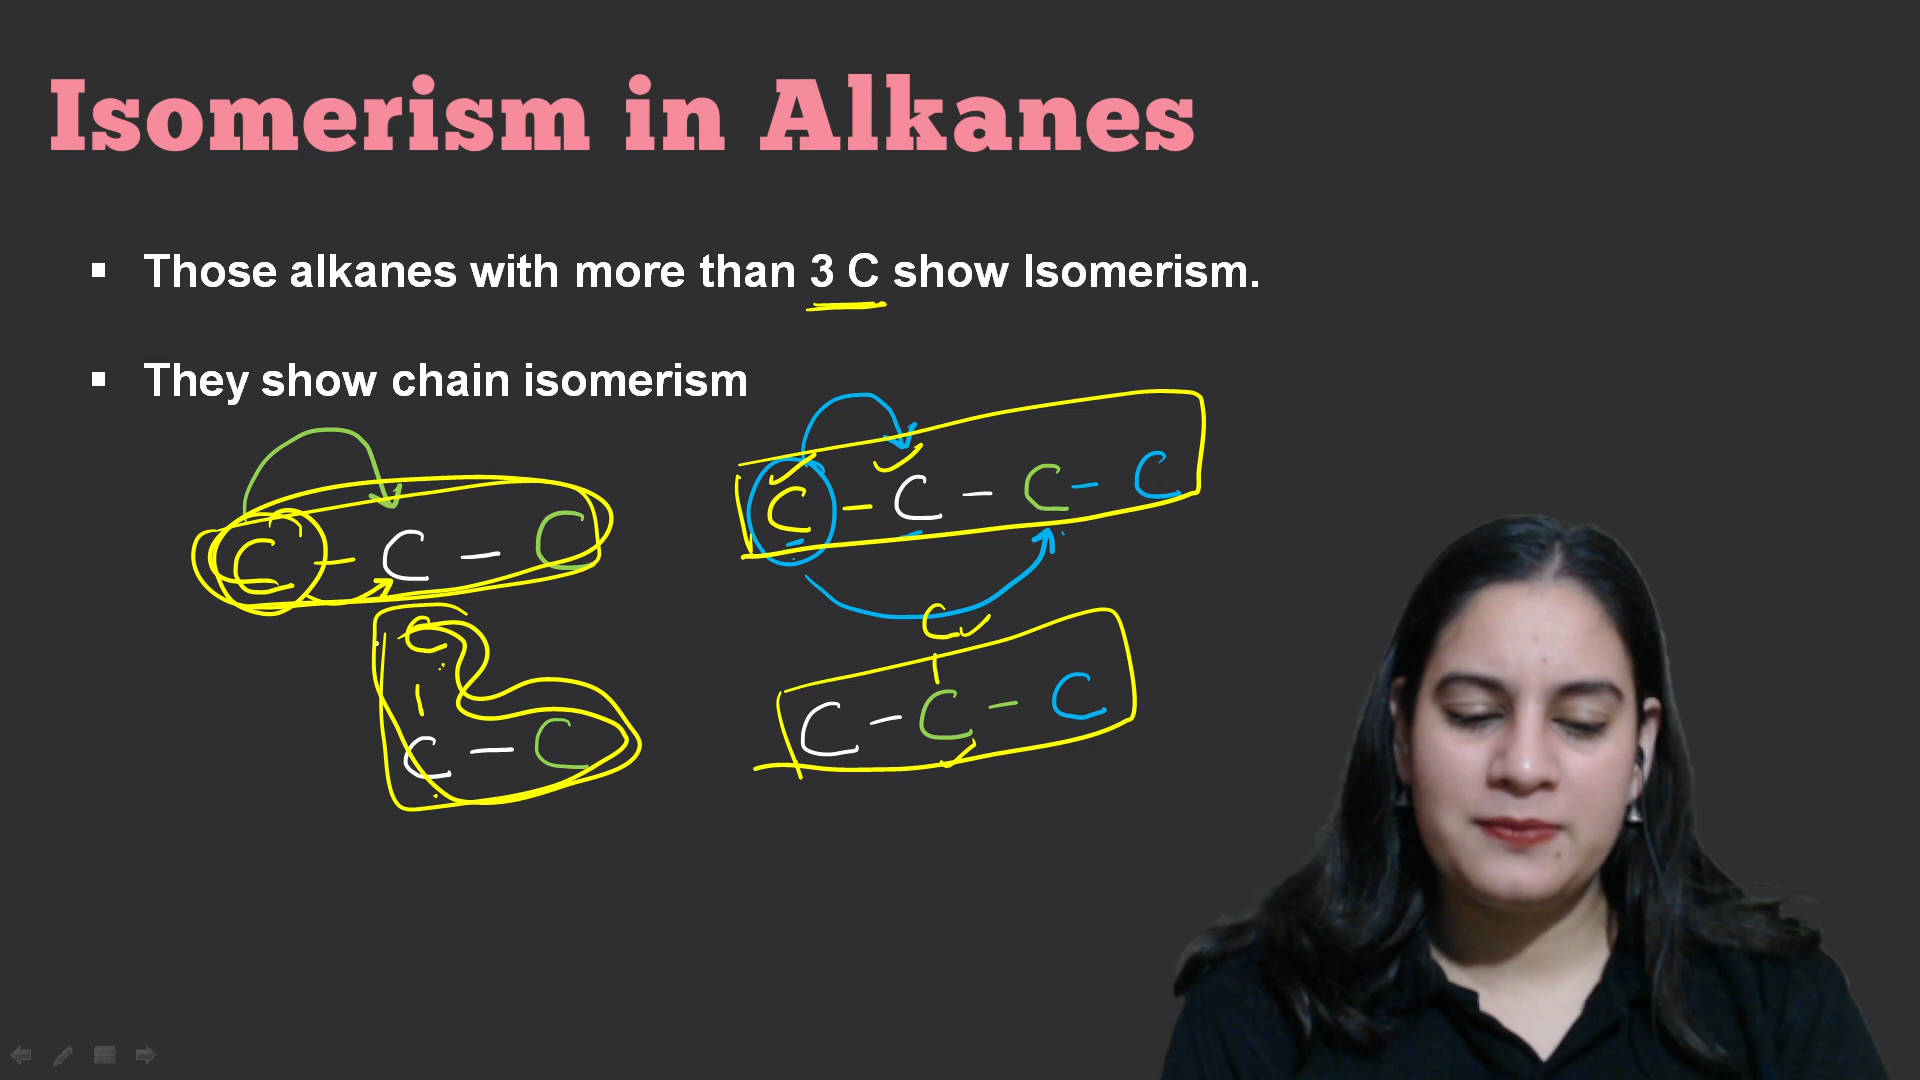 Isomerism in Alkanes
▪ Those alkanes with more than 3 C show Isomerism.
▪ They show chain isomerism
C - C - C
C - C - C - C
C
C
C - C
C - C - C